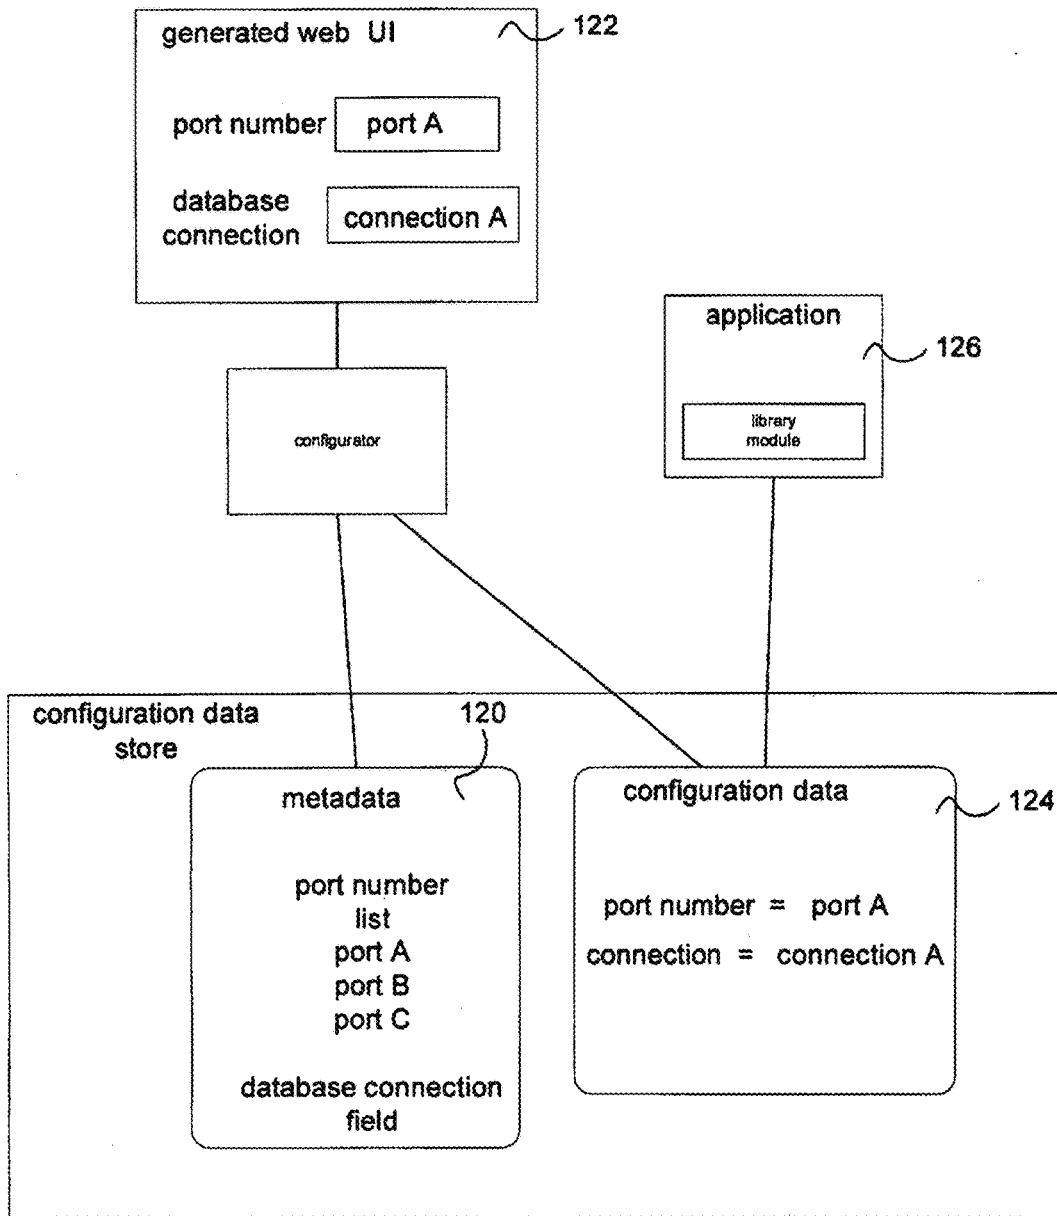 generated web UI
122
port number
port A
database
connection
connection A
application
126
library
module
configurator
configuration data
store
120
metadata
port number
list
port A
port B
port C
database connection
field
configuration data
124
port number = port A
connection = connection A